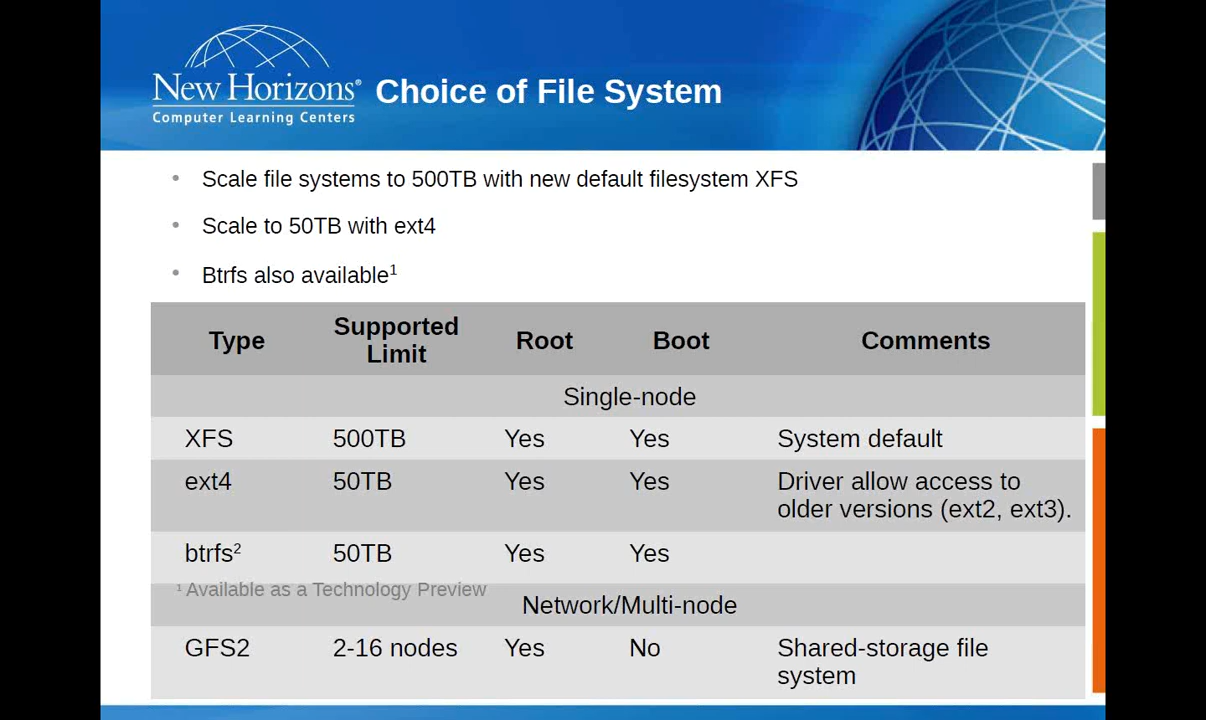 New Horizons®
Computer Learning Centers
Choice of File System
• Scale file systems to 500TB with new default filesystem XFS
• Scale to 50TB with ext4
• Btrfs also available¹
Type Supported Limit Root Boot Comments
Single-node
XFS 500TB Yes Yes System default
ext4 50TB Yes Yes Driver allow access to
older versions (ext2, ext3).
btrfs² 50TB Yes Yes
¹ Available as a Technology Preview
Network/Multi-node
GFS2 2-16 nodes Yes No Shared-storage file
system